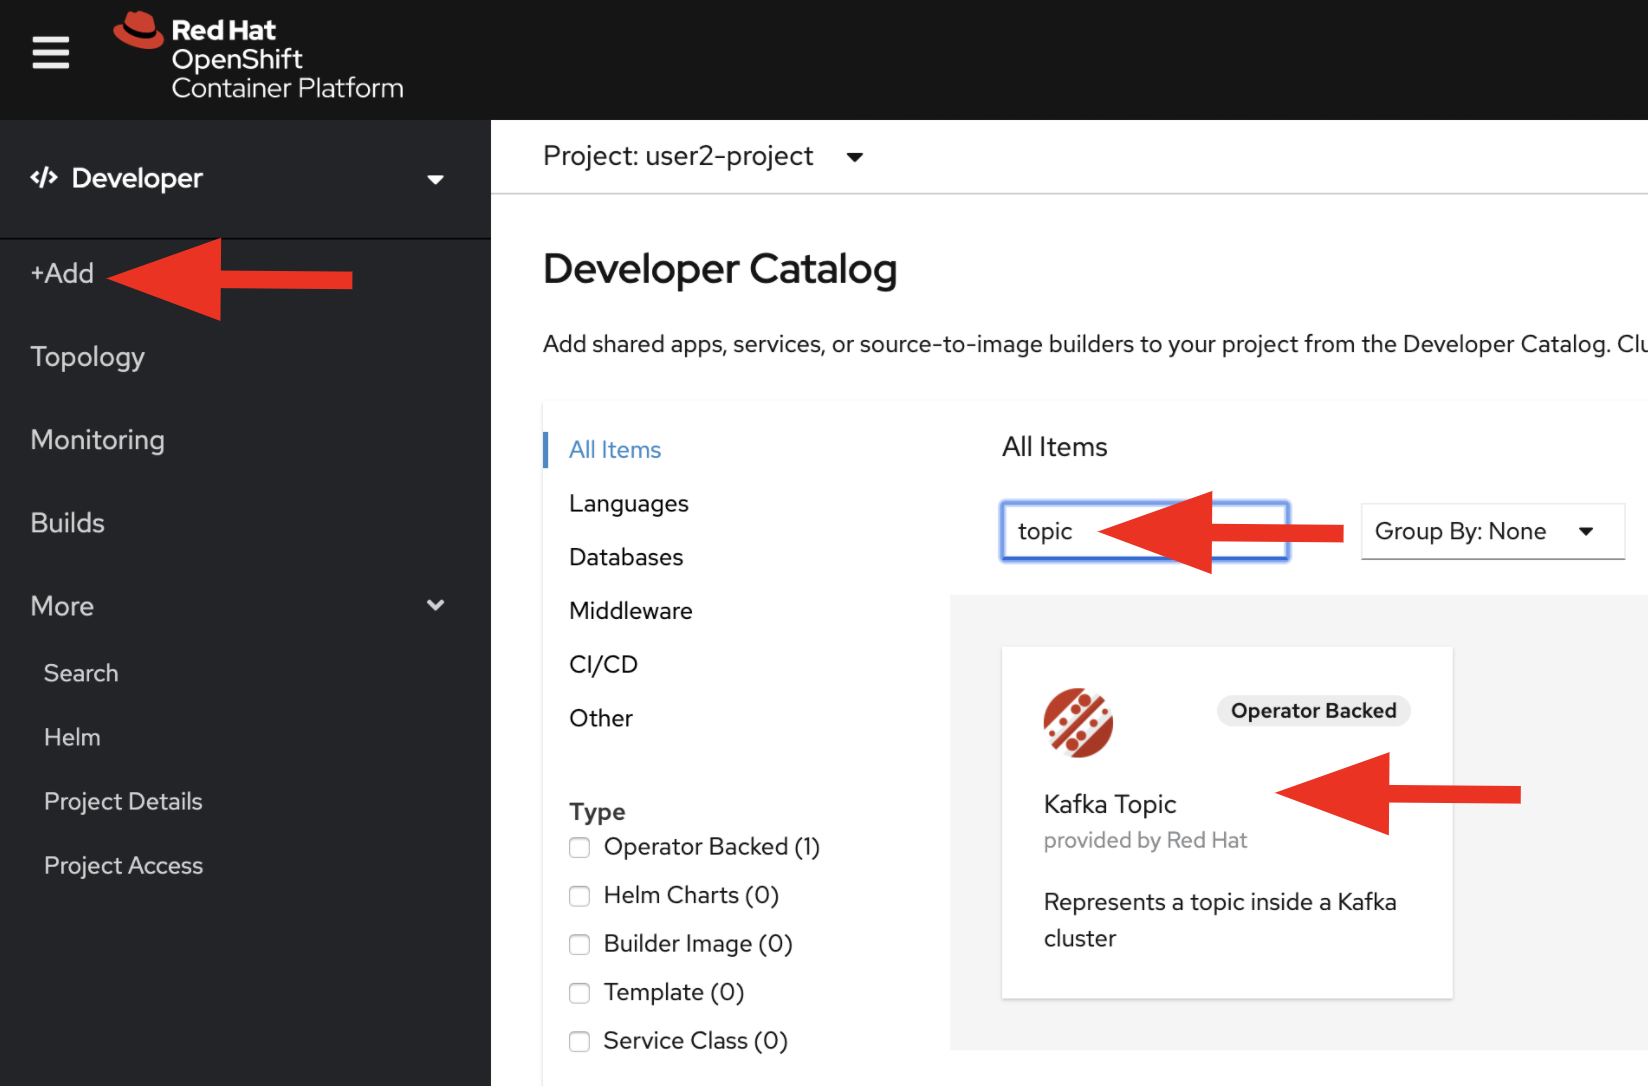 Red Hat
OpenShift
Container Platform
Developer
+Add
Topology
Monitoring
Builds
More
Search
Helm
Project Details
Project Access
Project: user2-project
Developer Catalog
Add shared apps, services, or source-to-image builders to your project from the Developer Catalog.
All Items
Languages
Databases
Middleware
CI/CD
Other
Type
Operator Backed (1)
Helm Charts (0)
Builder Image (0)
Template (0)
Service Class (0)
All Items
topic
Group By: None
Operator Backed
Kafka Topic
provided by Red Hat
Represents a topic inside a Kafka
cluster